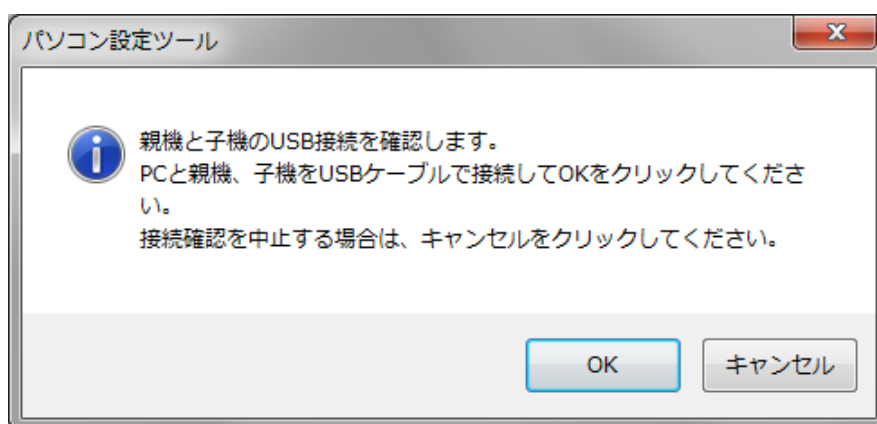 パソコン設定ツール
親機と子機のUSB接続を確認します。
PCと親機、子機をUSBケーブルで接続してOKをクリックしてくださ
い。
接続確認を中止する場合は、キャンセルをクリックしてください。
OK
キャンセル